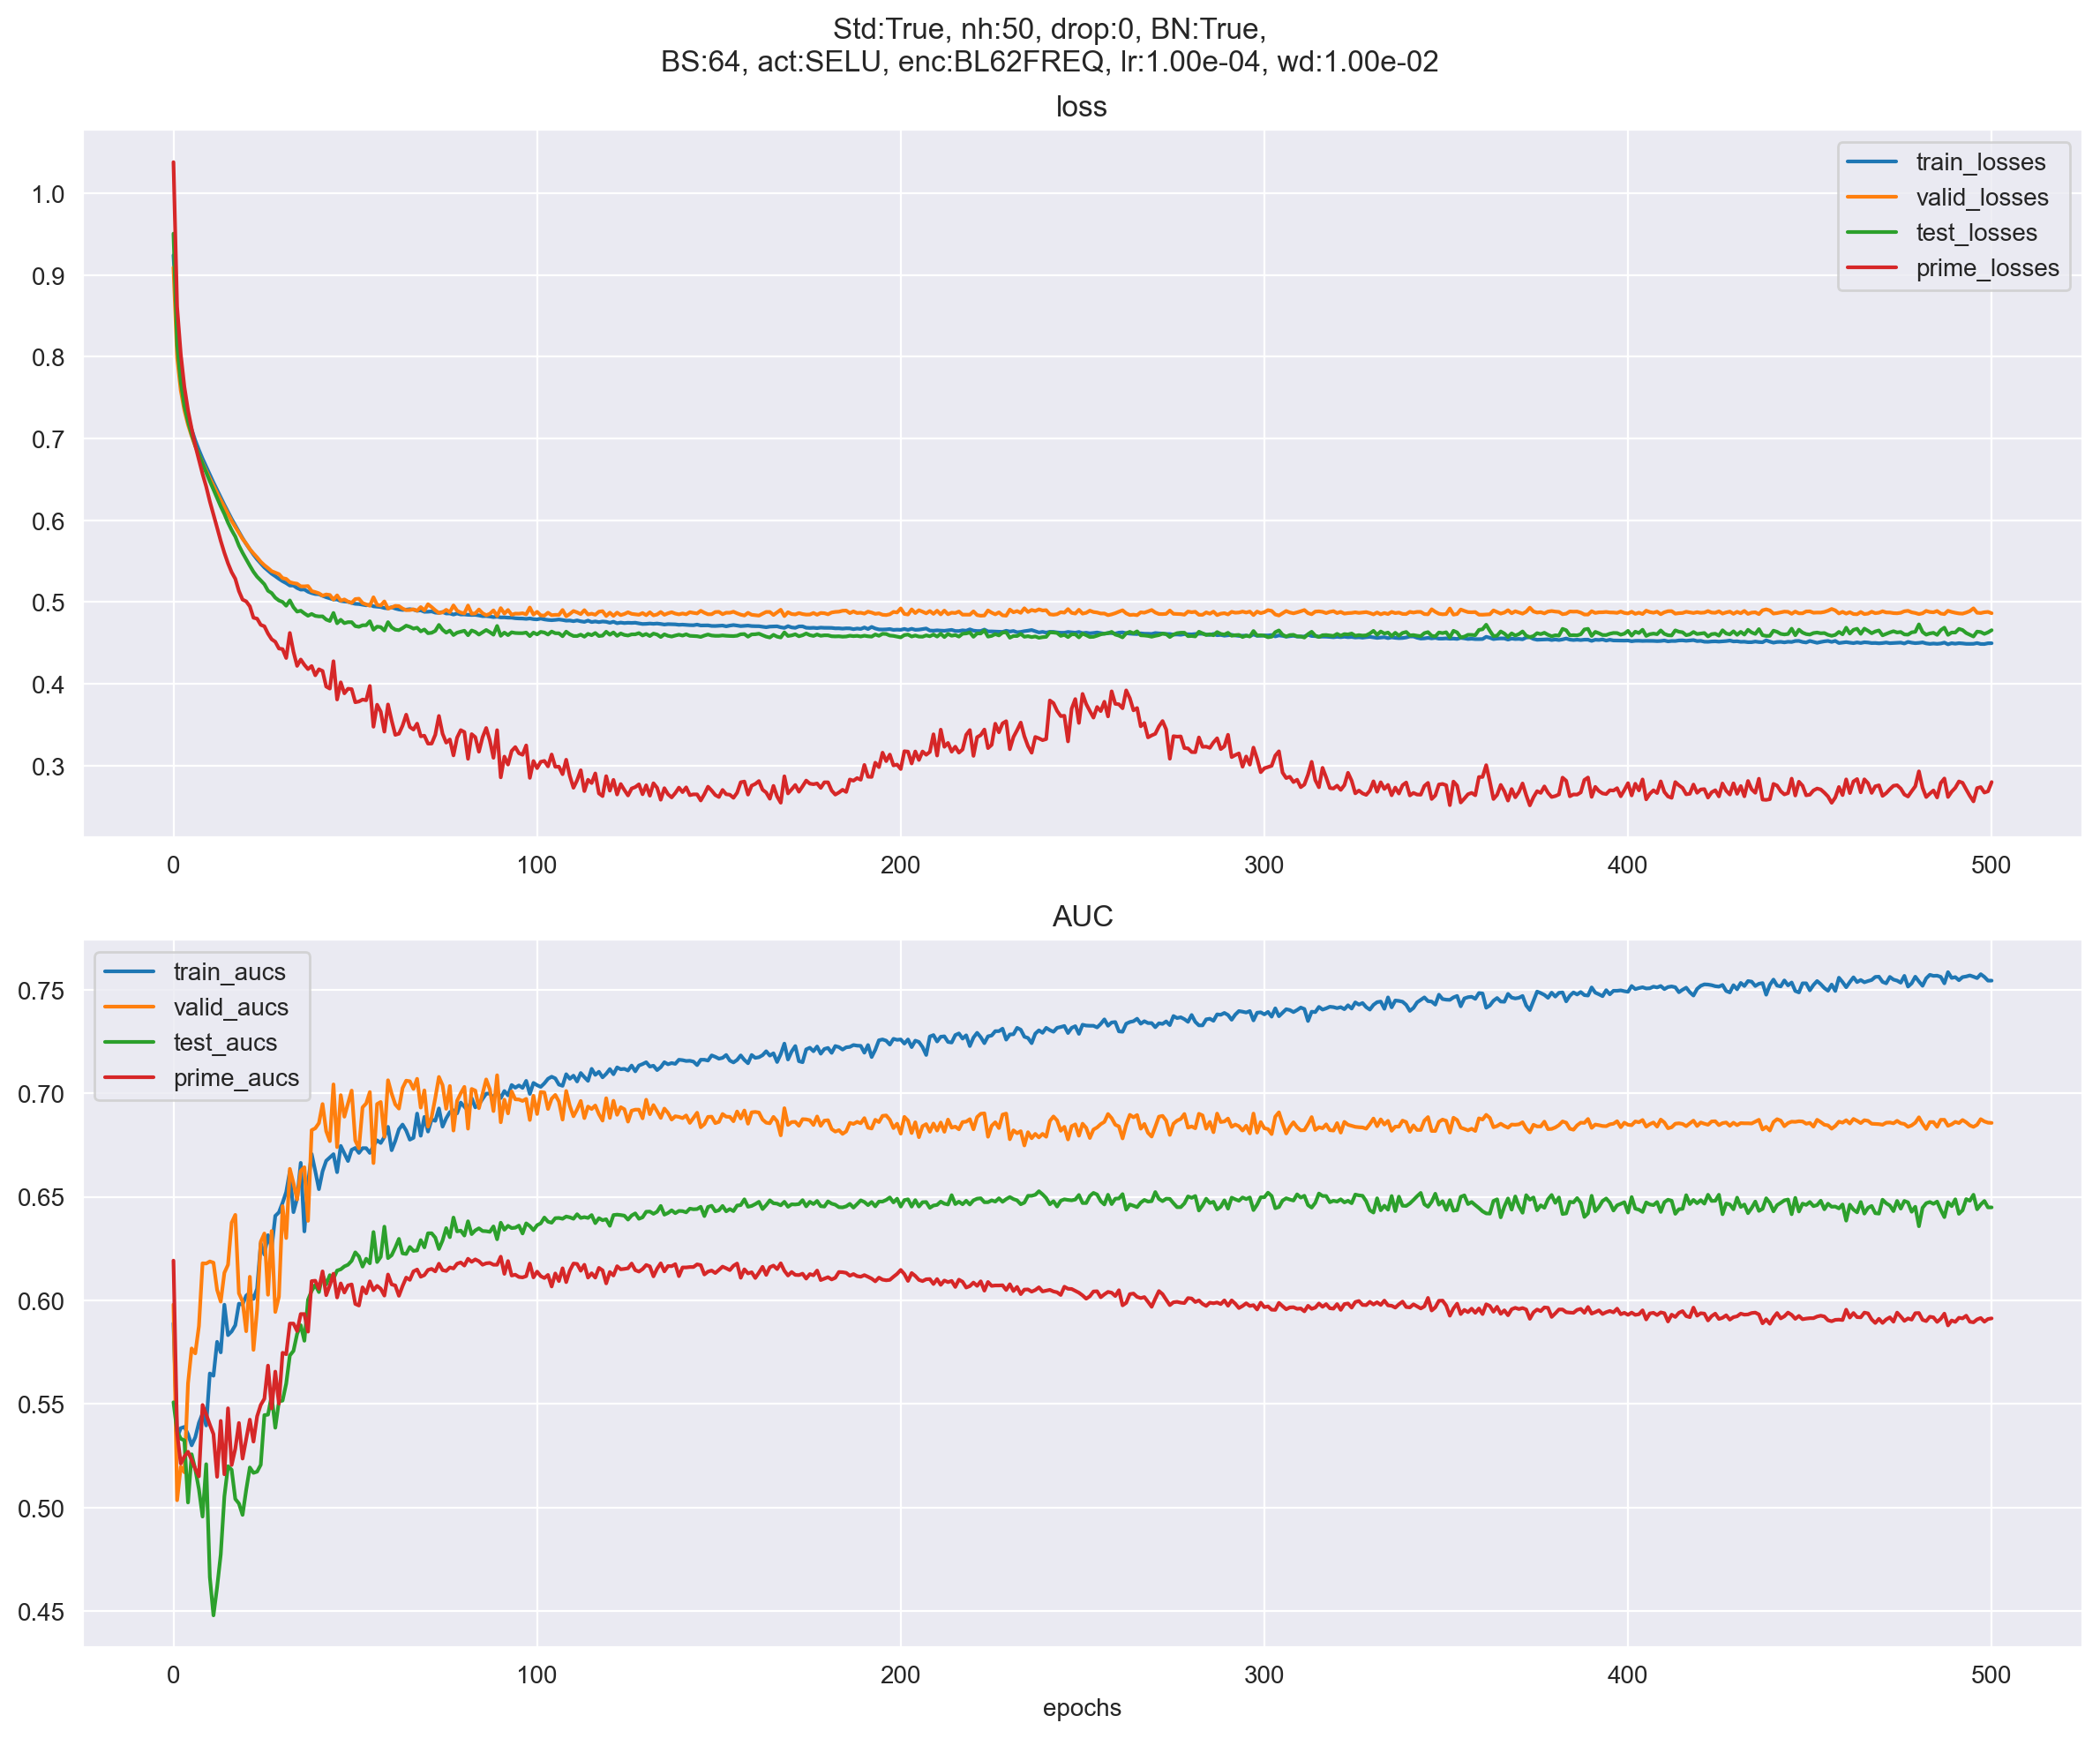 Std:True, nh:50, drop:0, BN:True,
BS:64, act:SELU, enc:BL62FREQ, lr:1.00e-04, wd:1.00e-02
loss
train_losses
valid_losses
test_losses
prime_losses
1.0
0.9
0.8
0.7
0.6
0.5
0.4
0.3
0 100 200 300 400 500
AUC
train_aucs
valid_aucs
test_aucs
prime_aucs
0.75
0.70
0.65
0.60
0.55
0.50
0.45
0 100 200 300 400 500
epochs